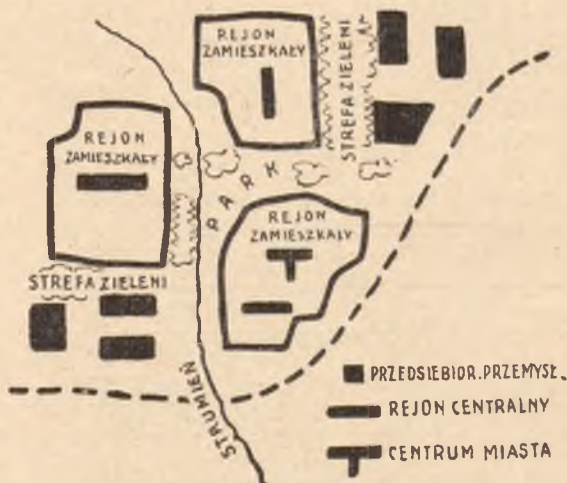 REJON
ZAMIESZKAŁY
STREFA ZIELENI
REJON
ZAMIESZKAŁY
PARK
REJON
ZAMIESZKAŁY
STREFA ZIELENI
STRUMIEŃ
PRZEDSIEBIOR. PRZEMYSŁ.
REJON CENTRALNY
CENTRUM MIASTA